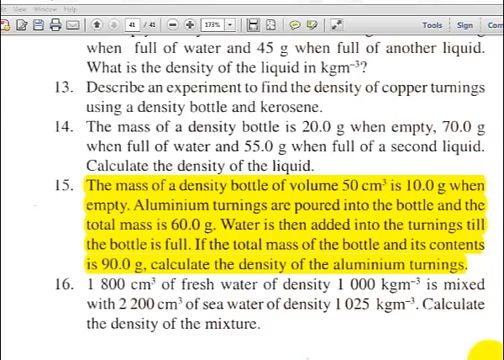 View Window Help
41 / 41 173% Tools Sign Com
when full of water and 45 g when full of another liquid.
What is the density of the liquid in kgm⁻³?
13. Describe an experiment to find the density of copper turnings
using a density bottle and kerosene.
14. The mass of a density bottle is 20.0 g when empty, 70.0 g
when full of water and 55.0 g when full of a second liquid.
Calculate the density of the liquid.
15. The mass of a density bottle of volume 50 cm³ is 10.0 g when
empty. Aluminium turnings are poured into the bottle and the
total mass is 60.0 g. Water is then added into the turnings till
the bottle is full. If the total mass of the bottle and its contents
is 90.0 g, calculate the density of the aluminium turnings.
16. 1 800 cm³ of fresh water of density 1 000 kgm⁻³ is mixed
with 2 200 cm³ of sea water of density 1 025 kgm⁻³. Calculate
the density of the mixture.